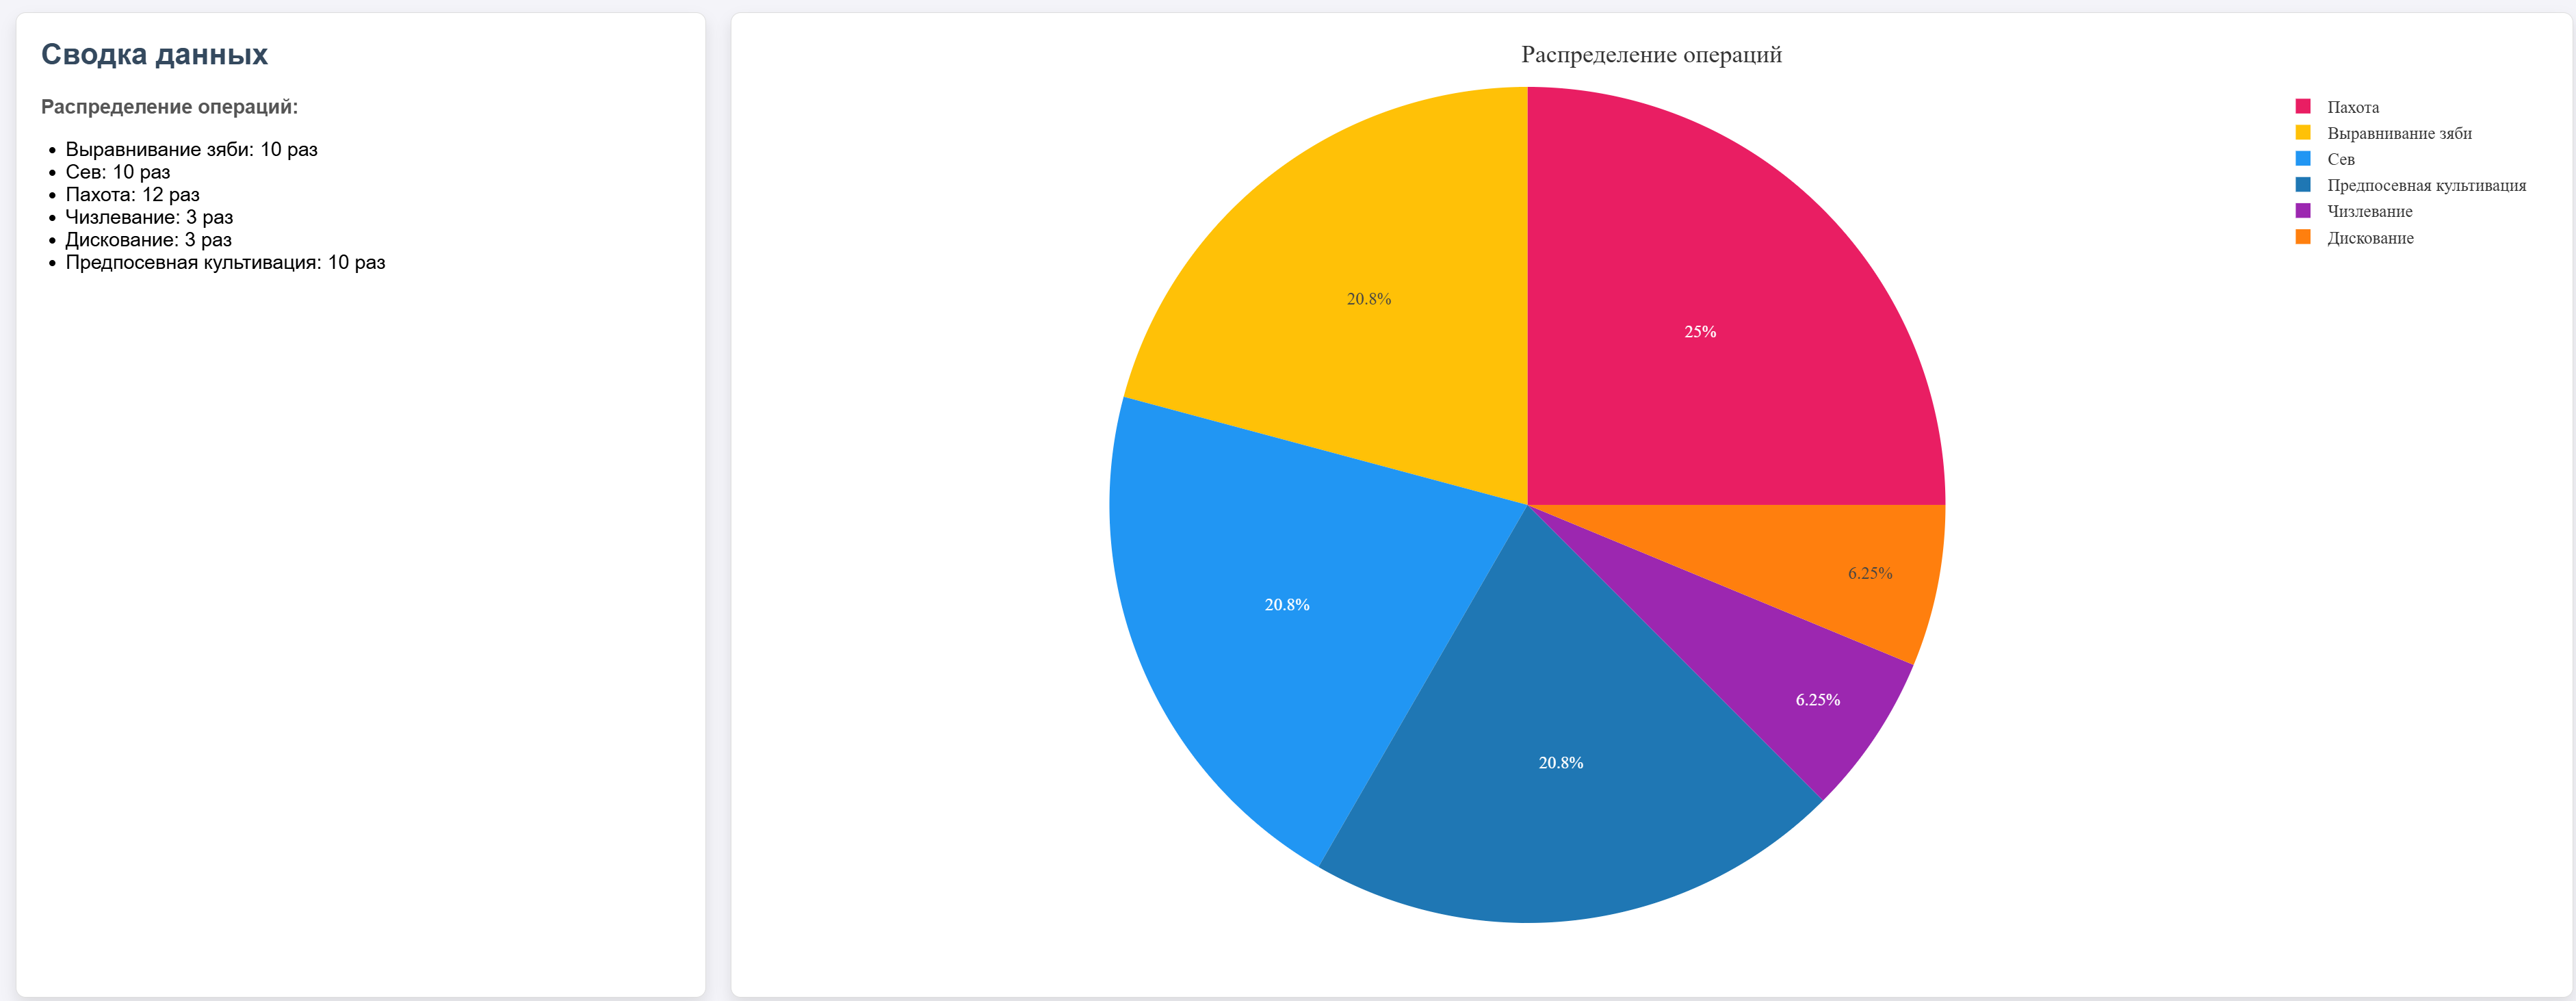 Сводка данных
Распределение операций:
Выравнивание зяби: 10 раз
Сев: 10 раз
Пахота: 12 раз
Чизлевание: 3 раз
Дискование: 3 раз
Предпосевная культивация: 10 раз
Распределение операций
20.8%
25%
20.8%
6.25%
6.25%
20.8%
Пахота
Выравнивание зяби
Сев
Предпосевная культивация
Чизлевание
Дискование